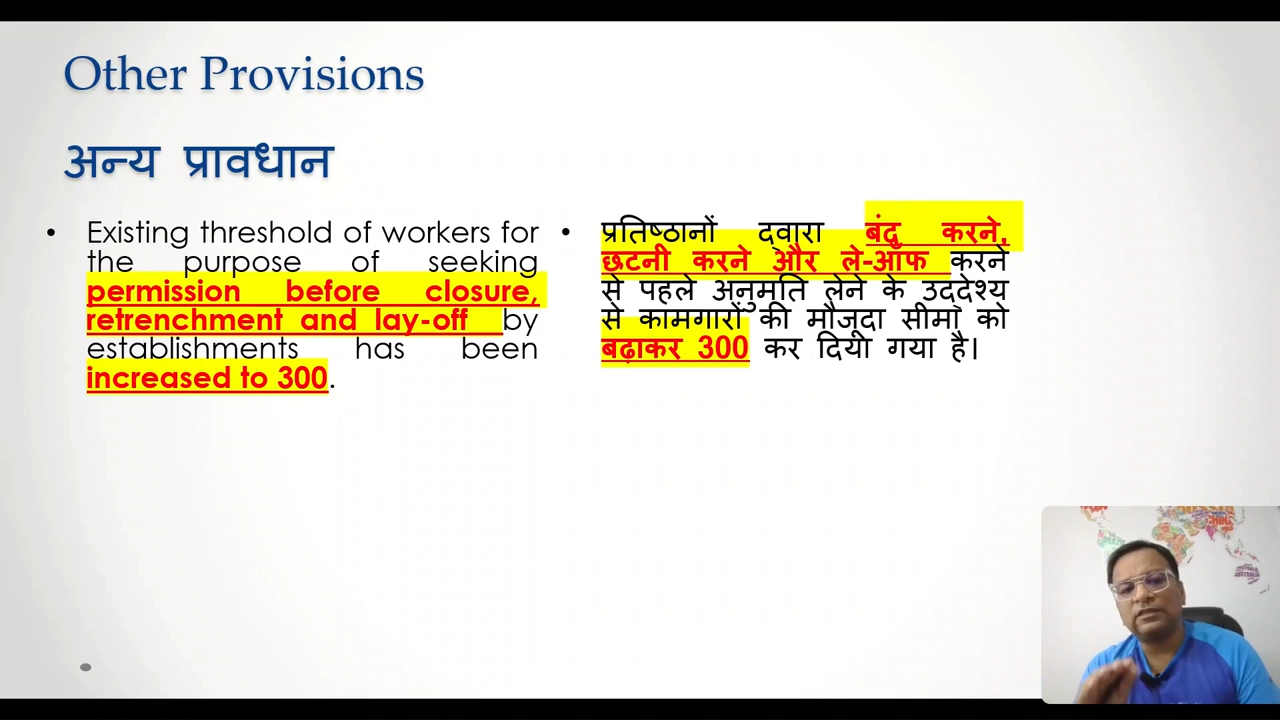 Other Provisions
अन्य प्रावधान
• Existing threshold of workers for
the purpose of seeking
permission before closure,
retrenchment and lay-off by
establishments has been
increased to 300.
• प्रतिष्ठानों द्वारा बंद करने,
छटनी करने और ले-ऑफ करने
से पहले अनुमति लेने के उद्देश्य
से कामगारों की मौजूदा सीमा को
बढ़ाकर 300 कर दिया गया है।
CHINA
AUSTRALIA